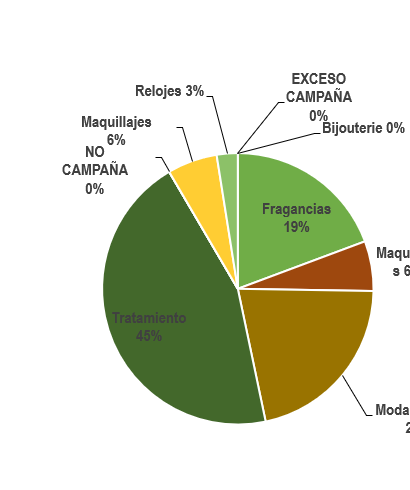 EXCESO
CAMPAÑA
0%
Relojes 3%
Bijouterie 0%
Maquillajes
6%
NO
CAMPAÑA
0%
Fragancias
19%
Maqu
s 6
Tratamiento
45%
Moda
2